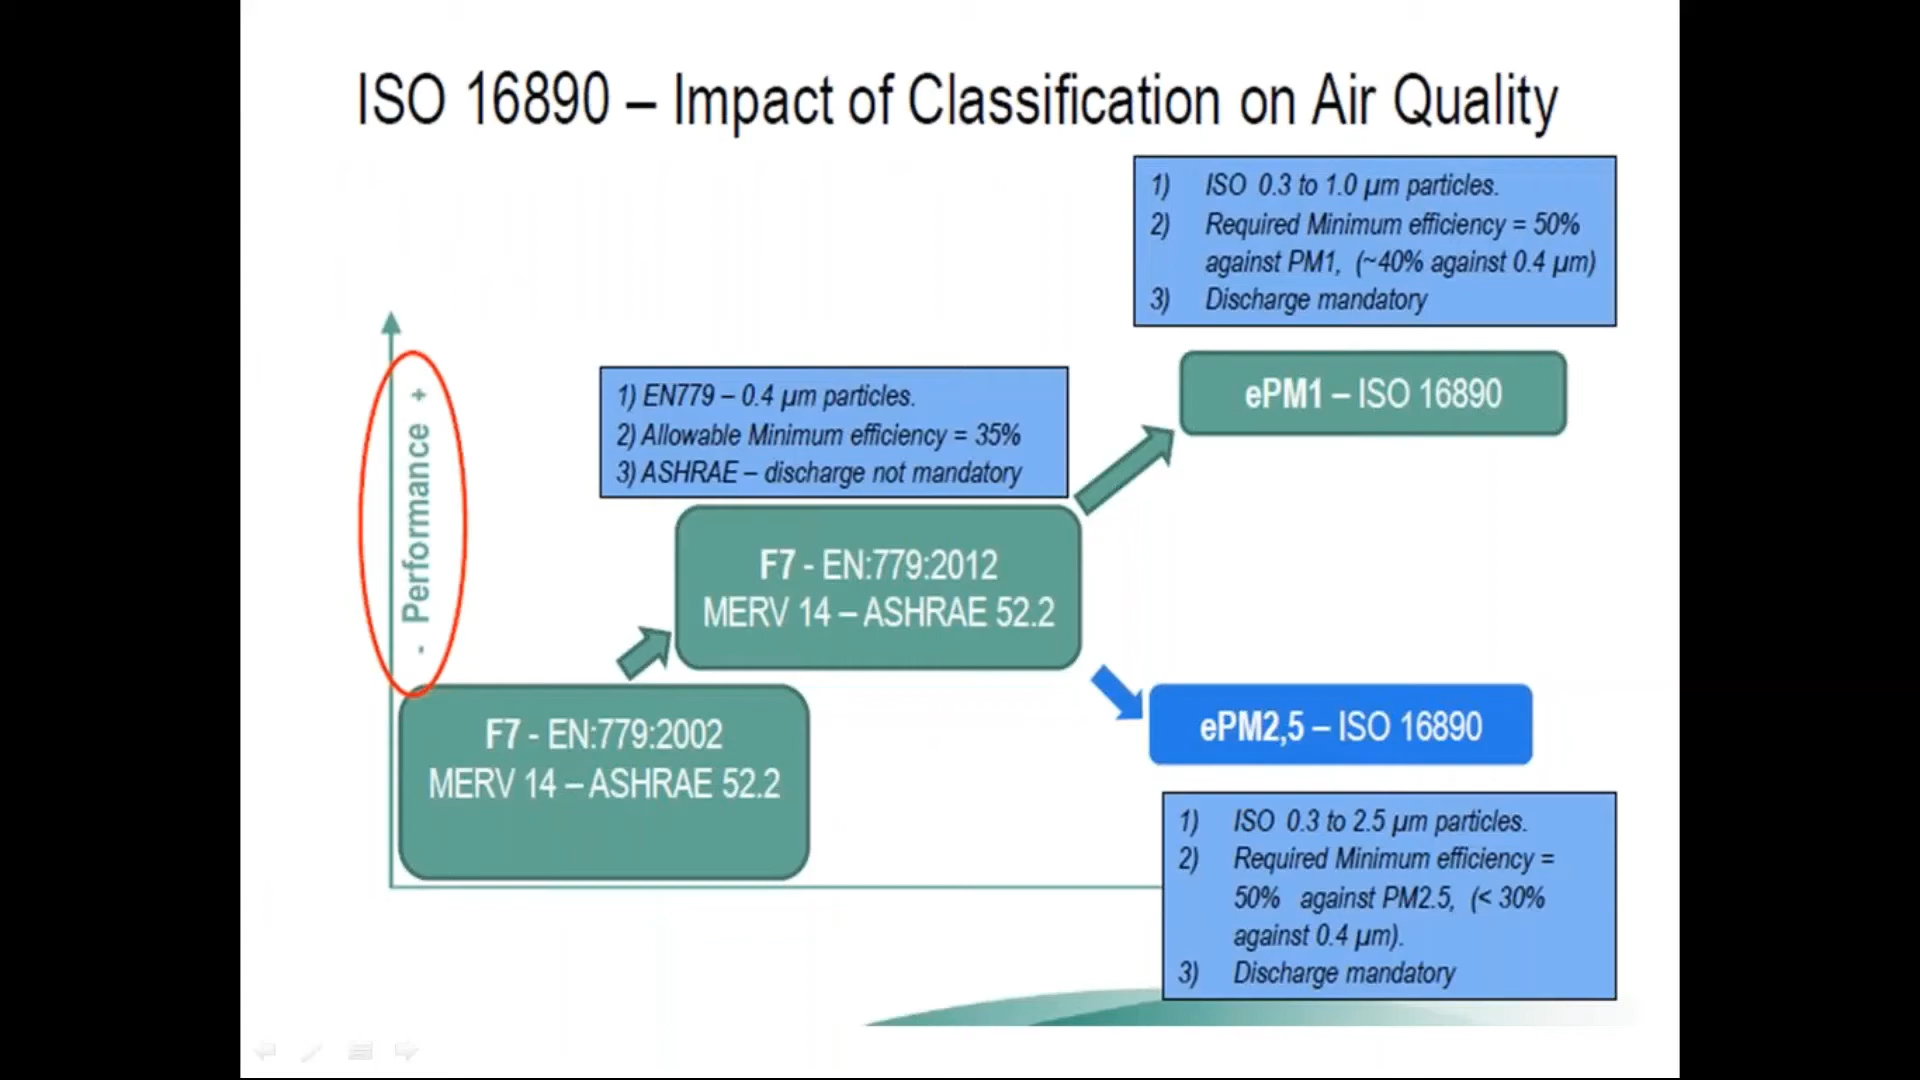 ISO 16890 – Impact of Classification on Air Quality
1) ISO 0.3 to 1.0 µm particles.
2) Required Minimum efficiency = 50%
against PM1, (~40% against 0.4 µm)
3) Discharge mandatory
ePM1 – ISO 16890
1) EN779 – 0.4 µm particles.
2) Allowable Minimum efficiency = 35%
3) ASHRAE – discharge not mandatory
- Performance +
F7 - EN:779:2012
MERV 14 – ASHRAE 52.2
F7 - EN:779:2002
MERV 14 – ASHRAE 52.2
ePM2,5 – ISO 16890
1) ISO 0.3 to 2.5 µm particles.
2) Required Minimum efficiency =
50% against PM2.5, (< 30%
against 0.4 µm).
3) Discharge mandatory